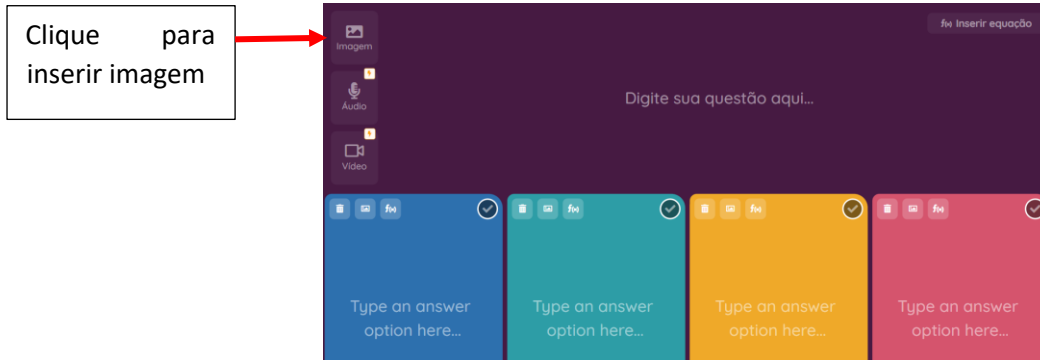 Clique para
inserir imagem
Imagem
Áudio
Vídeo
f(x) Inserir equação
Digite sua questão aqui...
f(x)
f(x)
f(x)
f(x)
Type an answer
option here...
Type an answer
option here...
Type an answer
option here...
Type an answer
option here...